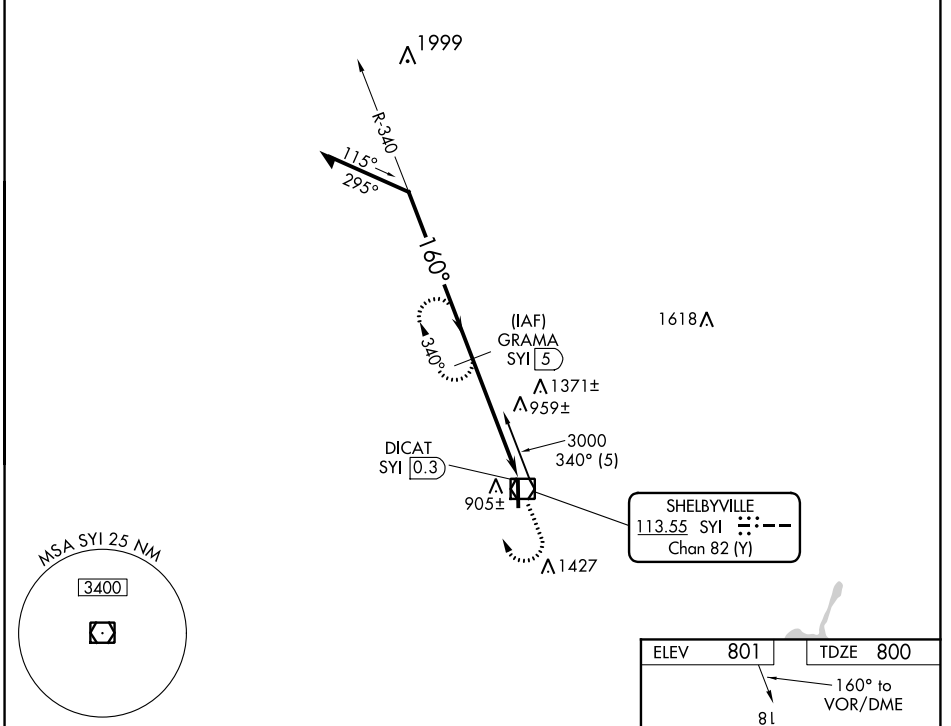 1999
R-340
115°
295°
160°
(IAF)
GRAMA
SYI 5
340°
1618
1371±
959±
3000
340° (5)
DICAT
SYI 0.3
905±
SHELBYVILLE
113.55 SYI
Chan 82 (Y)
1427
MSA SYI 25 NM
3400
ELEV 801
TDZE 800
160° to
VOR/DME
18